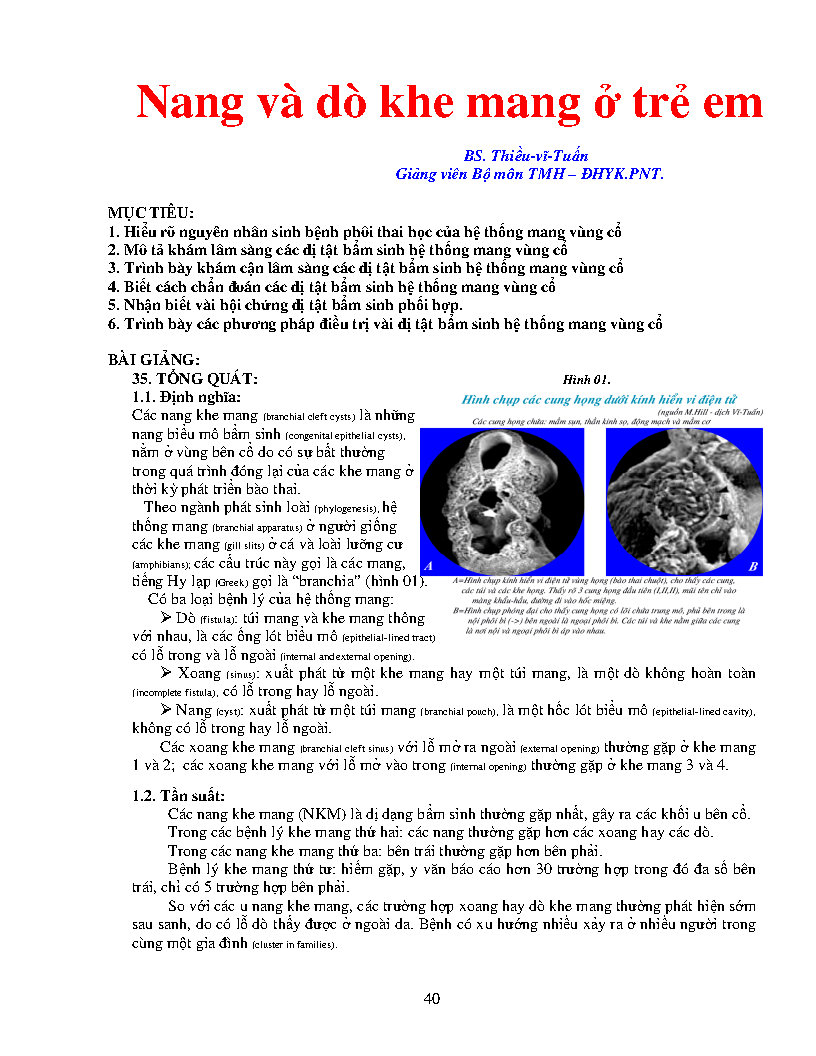 Nang và dò khe mang ở trẻ em
BS. Thiều-vĩ-Tuấn
Giảng viên Bộ môn TMH – ĐHYK.PNT.
MỤC TIÊU:
1. Hiểu rõ nguyên nhân sinh bệnh phôi thai học của hệ thống mang vùng cổ
2. Mô tả khám lâm sàng các dị tật bẩm sinh hệ thống mang vùng cổ
3. Trình bày khám cận lâm sàng các dị tật bẩm sinh hệ thống mang vùng cổ
4. Biết cách chẩn đoán các dị tật bẩm sinh hệ thống mang vùng cổ
5. Nhận biết vài hội chứng dị tật bẩm sinh phối hợp.
6. Trình bày các phương pháp điều trị vài dị tật bẩm sinh hệ thống mang vùng cổ
BÀI GIẢNG:
35. TỔNG QUÁT:
1.1. Định nghĩa:
Các nang khe mang (branchial cleft cysts) là những
nang biểu mô bẩm sinh (congenital epithelial cysts),
nằm ở vùng bên cổ do có sự bất thường
trong quá trình đóng lại của các khe mang ở
thời kỳ phát triển bào thai.
Theo ngành phát sinh loài (phylogenesis), hệ
thống mang (branchial apparatus) ở người giống
các khe mang (gill slits) ở cá và loài lưỡng cư
(amphibians); các cấu trúc này gọi là các mang,
tiếng Hy lạp (Greek) gọi là “branchia” (hình 01).
Có ba loại bệnh lý của hệ thống mang:
➢ Dò (fistula): túi mang và khe mang thông
với nhau, là các ống lót biểu mô (epithelial-lined tract)
có lỗ trong và lỗ ngoài (internal and external opening).
Hình 01.
Hình chụp các cung họng dưới kính hiển vi điện tử
(nguồn M.Hill - dịch Vĩ-Tuấn)
Các cung họng chứa: mầm sụn, thần kinh sọ, động mạch và mầm cơ
A
B
A=Hình chụp kính hiển vi điện tử vùng họng (bào thai chuột), cho thấy các cung,
các túi và các khe họng. Thấy rõ 3 cung họng đầu tiên (I,II,II), mũi tên chỉ vào
màng khẩu-hầu, đường đi vào hốc miệng.
B=Hình chụp phóng đại cho thấy cung họng có lõi chứa trung mô, phủ bên trong là
nội phôi bì (->) bên ngoài là ngoại phôi bì. Các túi và khe nằm giữa các cung
là nơi nội và ngoại phôi bì áp vào nhau.
➢ Xoang (sinus): xuất phát từ một khe mang hay một túi mang, là một dò không hoàn toàn
(incomplete fistula), có lỗ trong hay lỗ ngoài.
➢ Nang (cyst): xuất phát từ một túi mang (branchial pouch), là một hốc lót biểu mô (epithelial-lined cavity),
không có lỗ trong hay lỗ ngoài.
Các xoang khe mang (branchial cleft sinus) với lỗ mở ra ngoài (external opening) thường gặp ở khe mang
1 và 2; các xoang khe mang với lỗ mở vào trong (internal opening) thường gặp ở khe mang 3 và 4.
1.2. Tần suất:
Các nang khe mang (NKM) là dị dạng bẩm sinh thường gặp nhất, gây ra các khối u bên cổ.
Trong các bệnh lý khe mang thứ hai: các nang thường gặp hơn các xoang hay các dò.
Trong các nang khe mang thứ ba: bên trái thường gặp hơn bên phải.
Bệnh lý khe mang thứ tư: hiếm gặp, y văn báo cáo hơn 30 trường hợp trong đó đa số bên
trái, chỉ có 5 trường hợp bên phải.
So với các u nang khe mang, các trường hợp xoang hay dò khe mang thường phát hiện sớm
sau sanh, do có lỗ dò thấy được ở ngoài da. Bệnh có xu hướng nhiều xảy ra ở nhiều người trong
cùng một gia đình (cluster in families).
40